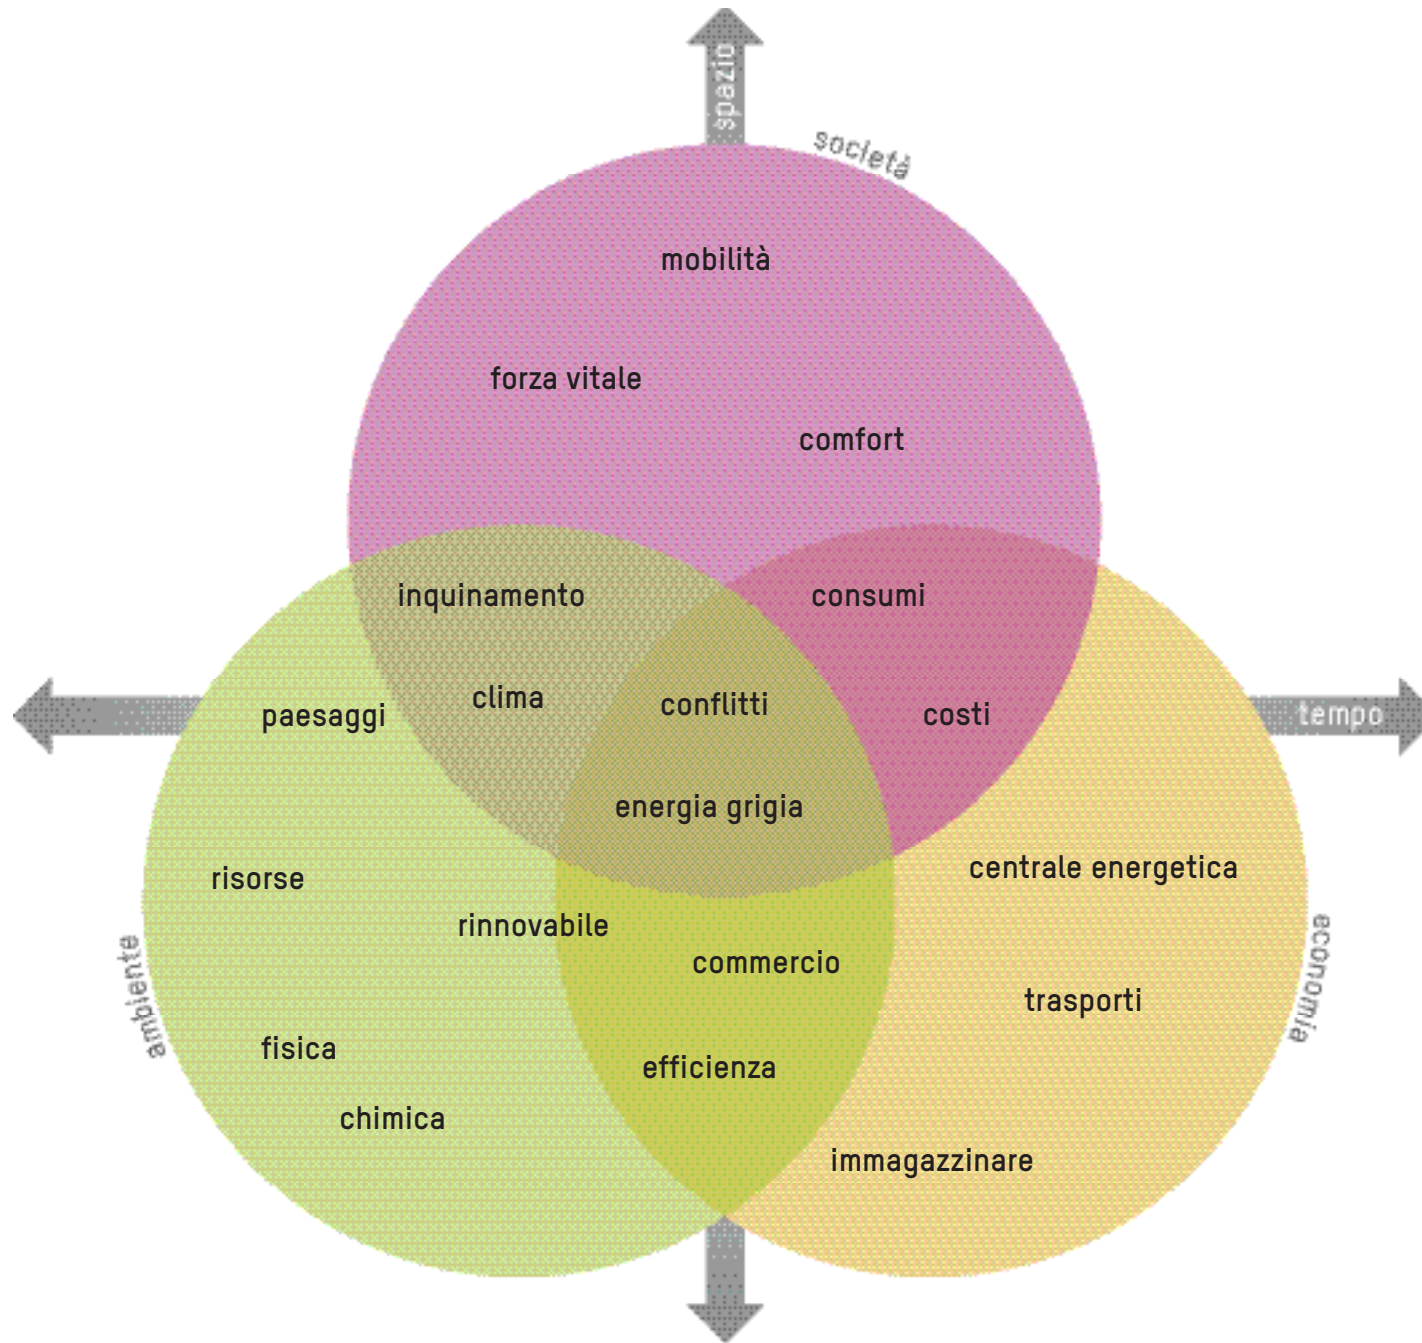 spazio
società
mobilità
forza vitale
comfort
inquinamento
consumi
clima
conflitti
paesaggi
costi
tempo
energia grigia
centrale energetica
risorse
rinnovabile
commercio
ambiente
economia
trasporti
fisica
efficienza
chimica
immagazzinare